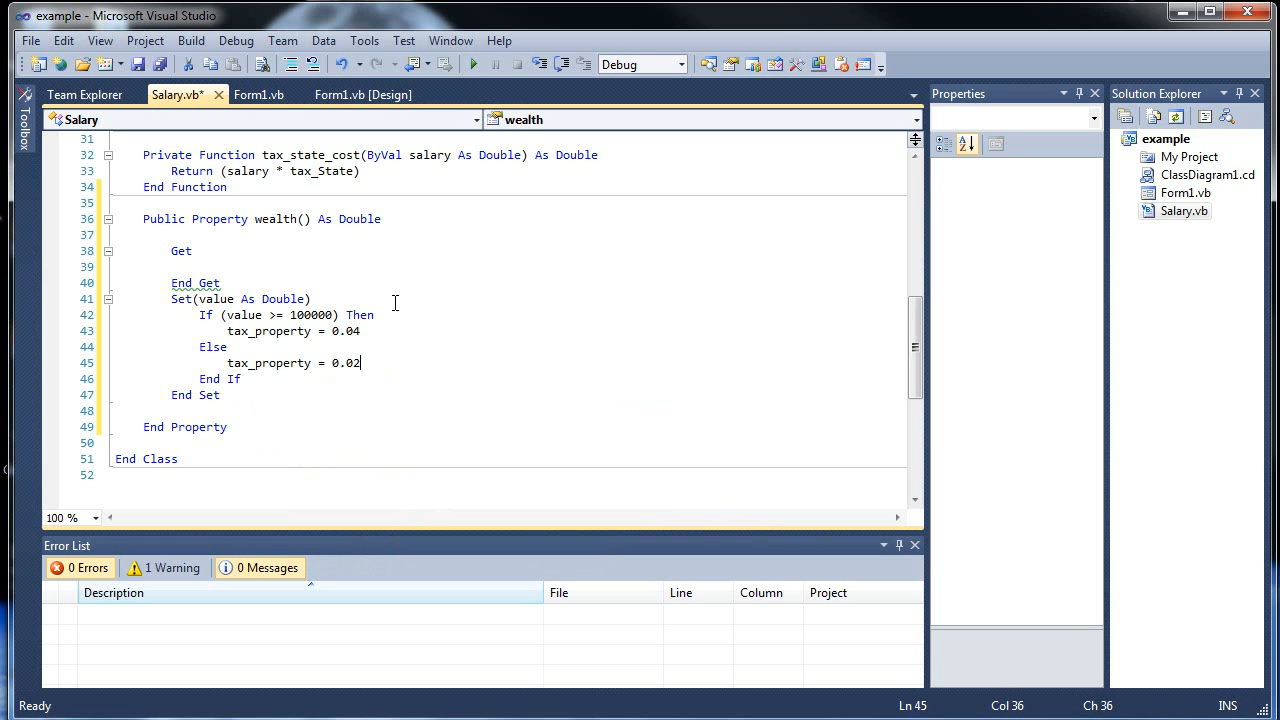 example - Microsoft Visual Studio
File Edit View Project Build Debug Team Data Tools Test Window Help
Debug
Team Explorer Salary.vb* Form1.vb Form1.vb [Design]
Salary wealth
31
32 Private Function tax_state_cost(ByVal salary As Double) As Double
33 Return (salary * tax_State)
34 End Function
35
36 Public Property wealth() As Double
37
38 Get
39
40 End Get
41 Set(value As Double)
42 If (value >= 100000) Then
43 tax_property = 0.04
44 Else
45 tax_property = 0.02
46 End If
47 End Set
48
49 End Property
50
51 End Class
52
100 %
Toolbox
Properties
Solution Explorer
example
My Project
ClassDiagram1.cd
Form1.vb
Salary.vb
Error List
0 Errors 1 Warning 0 Messages
Description File Line Column Project
Ready Ln 45 Col 36 Ch 36 INS